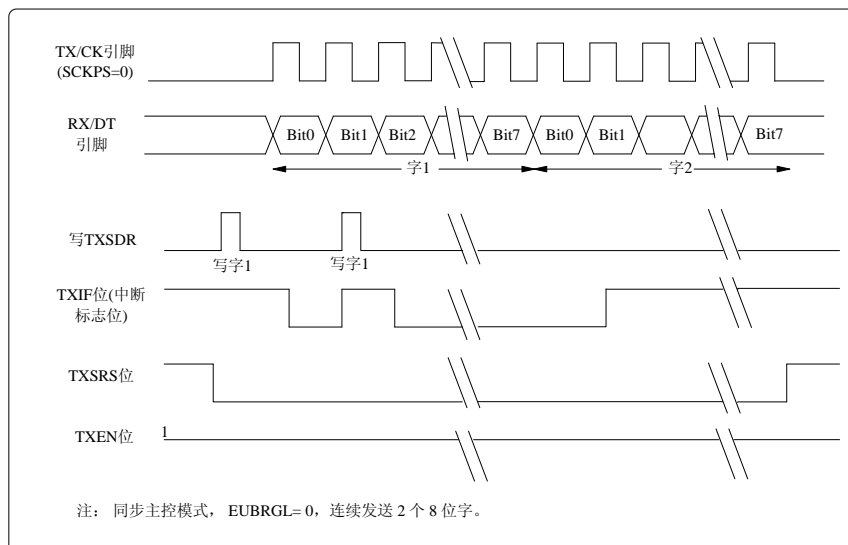 TX/CK引脚
(SCKPS=0)
RX/DT
引脚
Bit0 Bit1 Bit2 Bit7 Bit0 Bit1 Bit7
字1 字2
写TXSDR
写字1 写字1
TXIF位(中断
标志位)
TXSRS位
TXEN位 1
注： 同步主控模式， EUBRGL= 0，连续发送 2 个 8 位字。